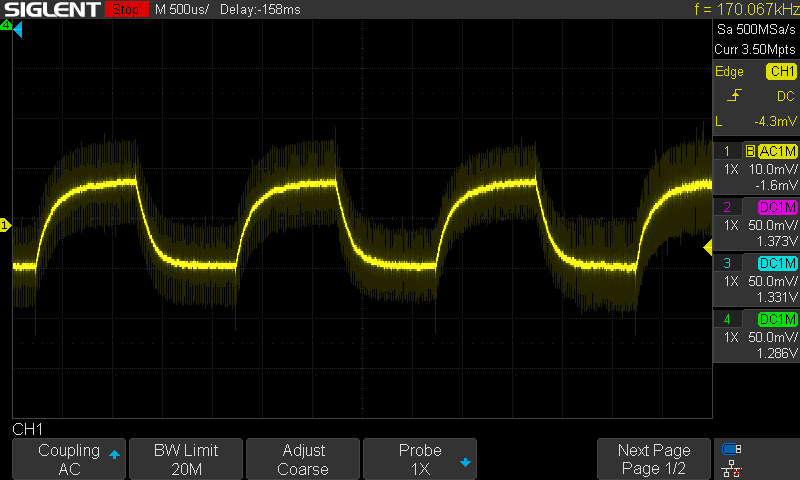 SIGLENT Stop M 500us/ Delay:-158ms f = 170.067kHz
Sa 500MSa/s
Curr 3.50Mpts
Edge CH1
DC
L -4.3mV
1 B AC1M
1X 10.0mV/
-1.6mV
2 DC1M
1X 50.0mV/
1.373V
3 DC1M
1X 50.0mV/
1.331V
4 DC1M
1X 50.0mV/
1.286V
4
1
CH1
Coupling BW Limit Adjust Probe Next Page
AC 20M Coarse 1X Page 1/2